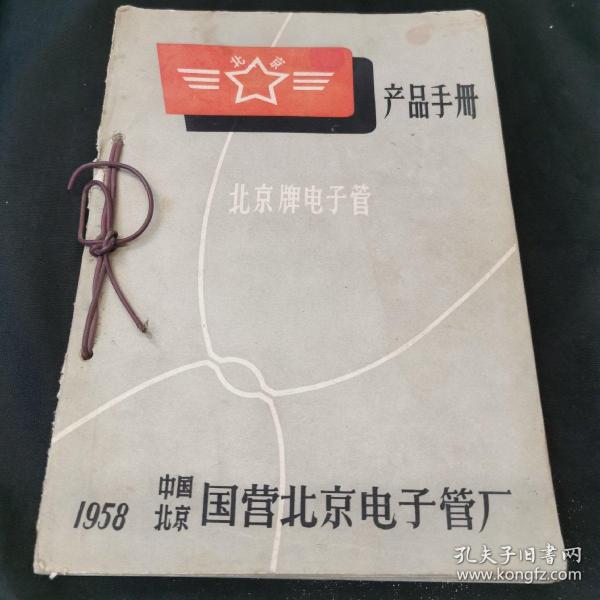 北京
产品手册
北京牌电子管
1958 中国北京 国营北京电子管厂
孔夫子旧书网
www.kongfz.com